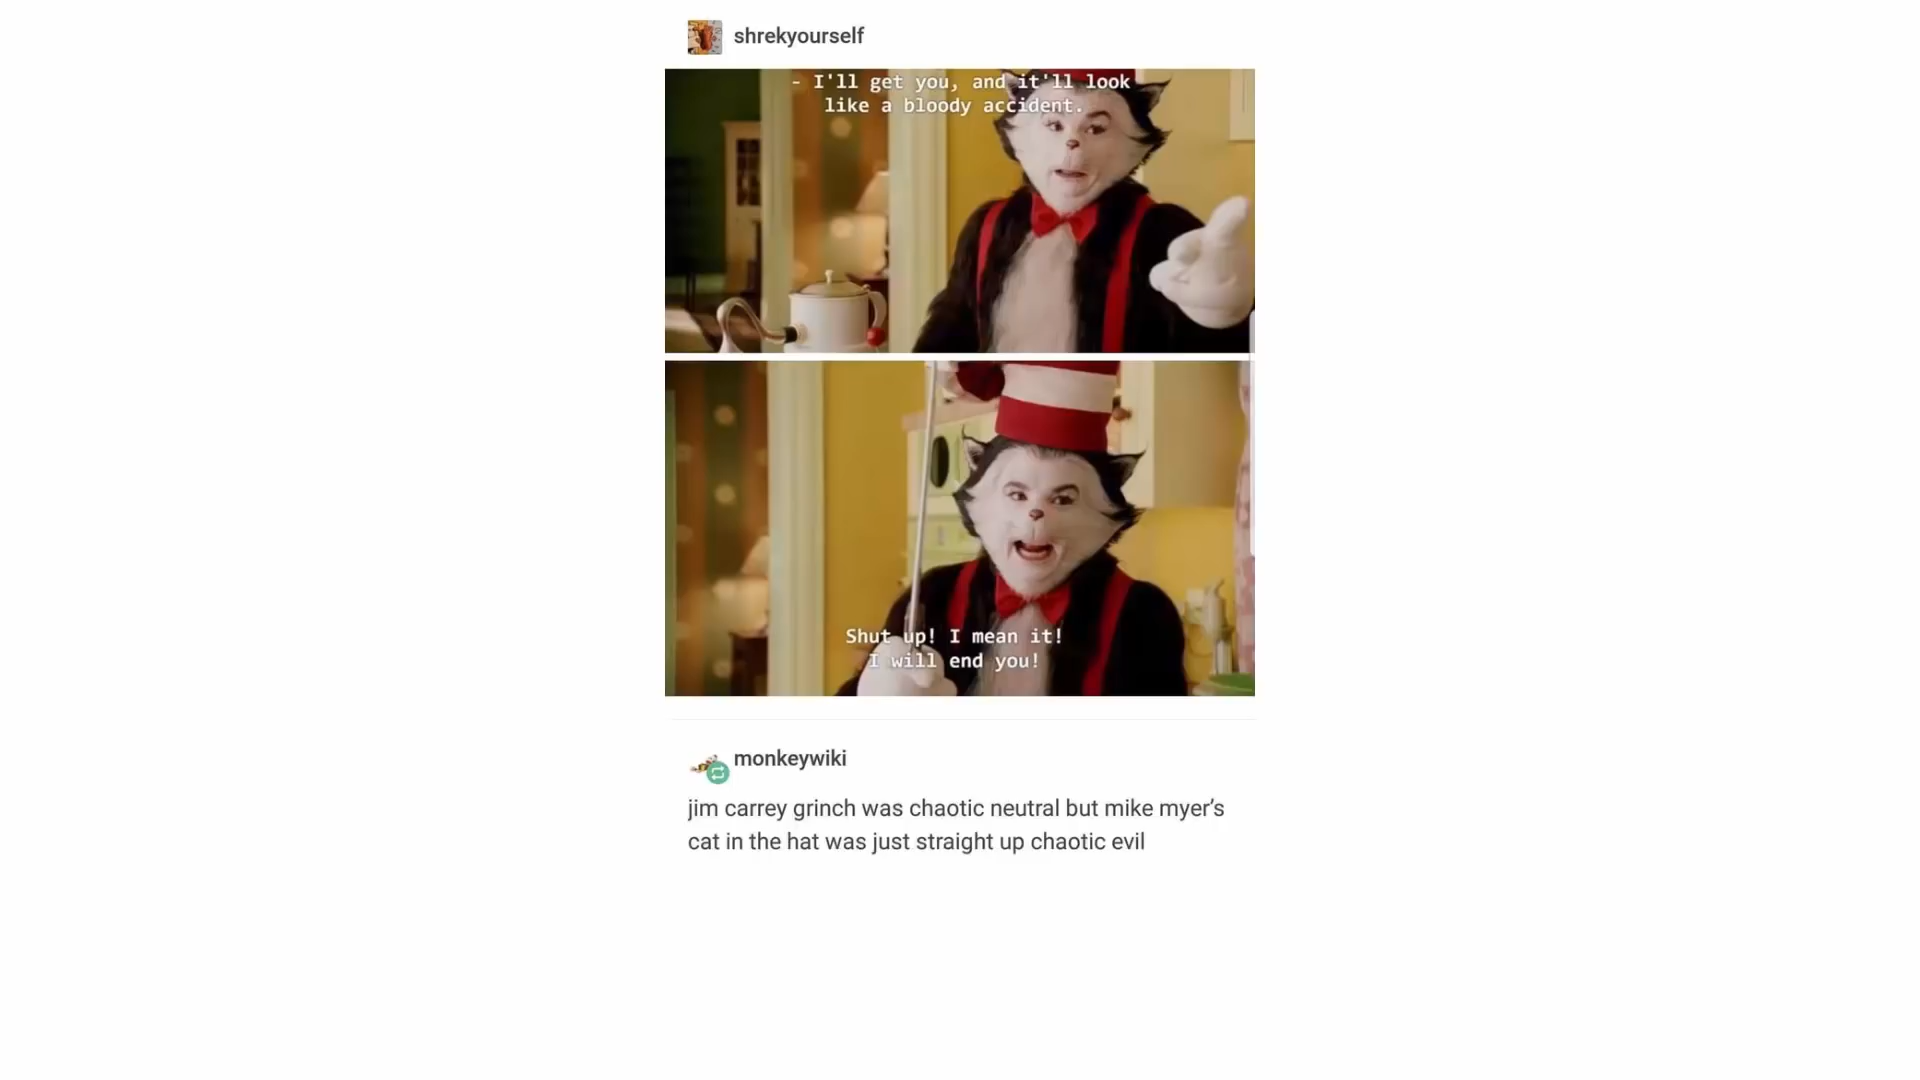 shrekyourself
- I'll get you, and it'll look
like a bloody accident.
Shut up! I mean it!
I will end you!
monkeywiki
jim carrey grinch was chaotic neutral but mike myer’s
cat in the hat was just straight up chaotic evil